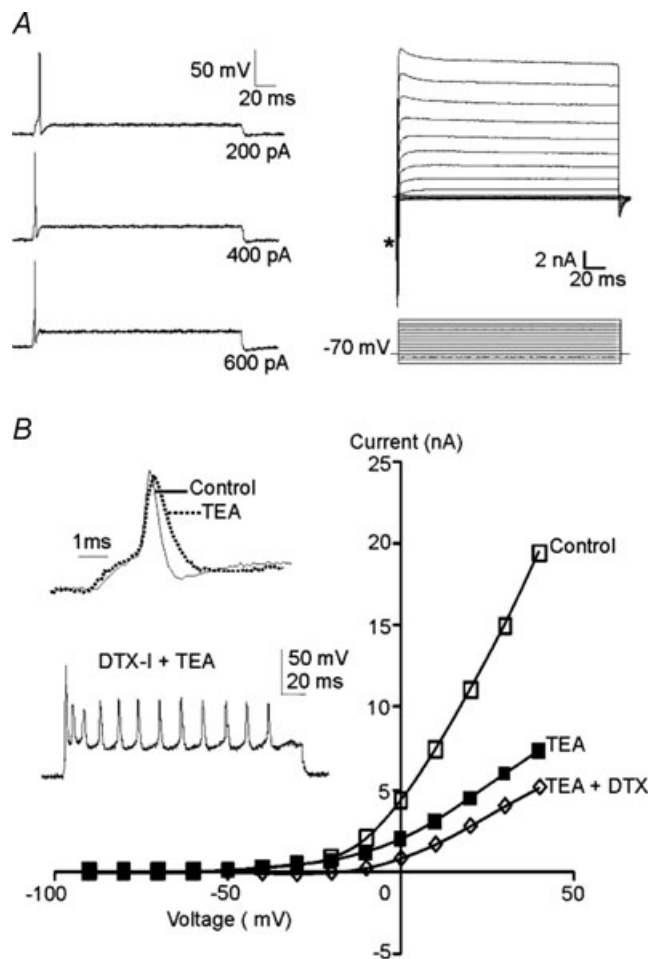 A
50 mV
20 ms
200 pA
400 pA
600 pA
*
2 nA
20 ms
-70 mV
B
Control
TEA
1ms
DTX-I + TEA
50 mV
20 ms
Current (nA)
25
20
15
10
5
-5
Control
TEA
TEA + DTX
-100
-50
0
50
Voltage ( mV)